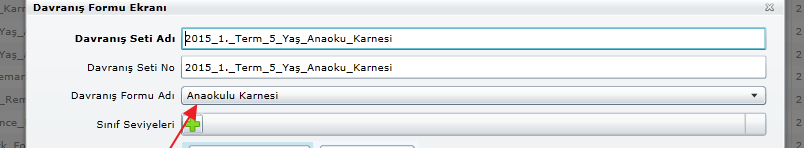 Davranış Formu Ekranı
Davranış Seti Adı 2015_1._Term_5_Yaş_Anaoku_Karnesi
Davranış Seti No 2015_1._Term_5_Yaş_Anaoku_Karnesi
Davranış Formu Adı Anaokulu Karnesi
Sınıf Seviyeleri